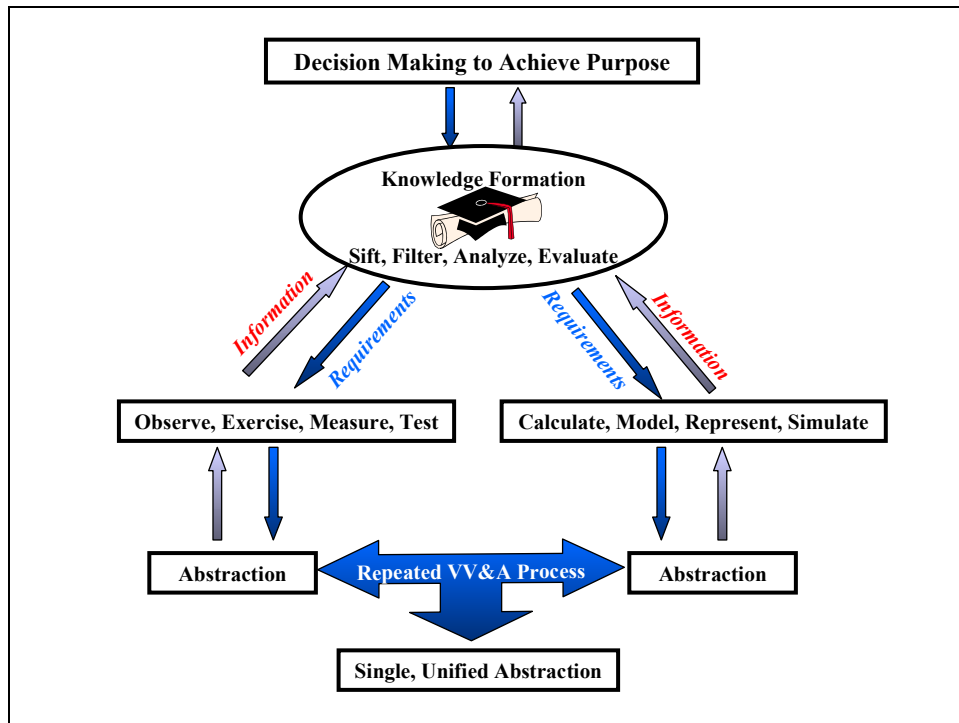 Decision Making to Achieve Purpose
Knowledge Formation
Sift, Filter, Analyze, Evaluate
Information
Requirements
Requirements
Information
Observe, Exercise, Measure, Test
Calculate, Model, Represent, Simulate
Abstraction
Repeated VV&A Process
Abstraction
Single, Unified Abstraction